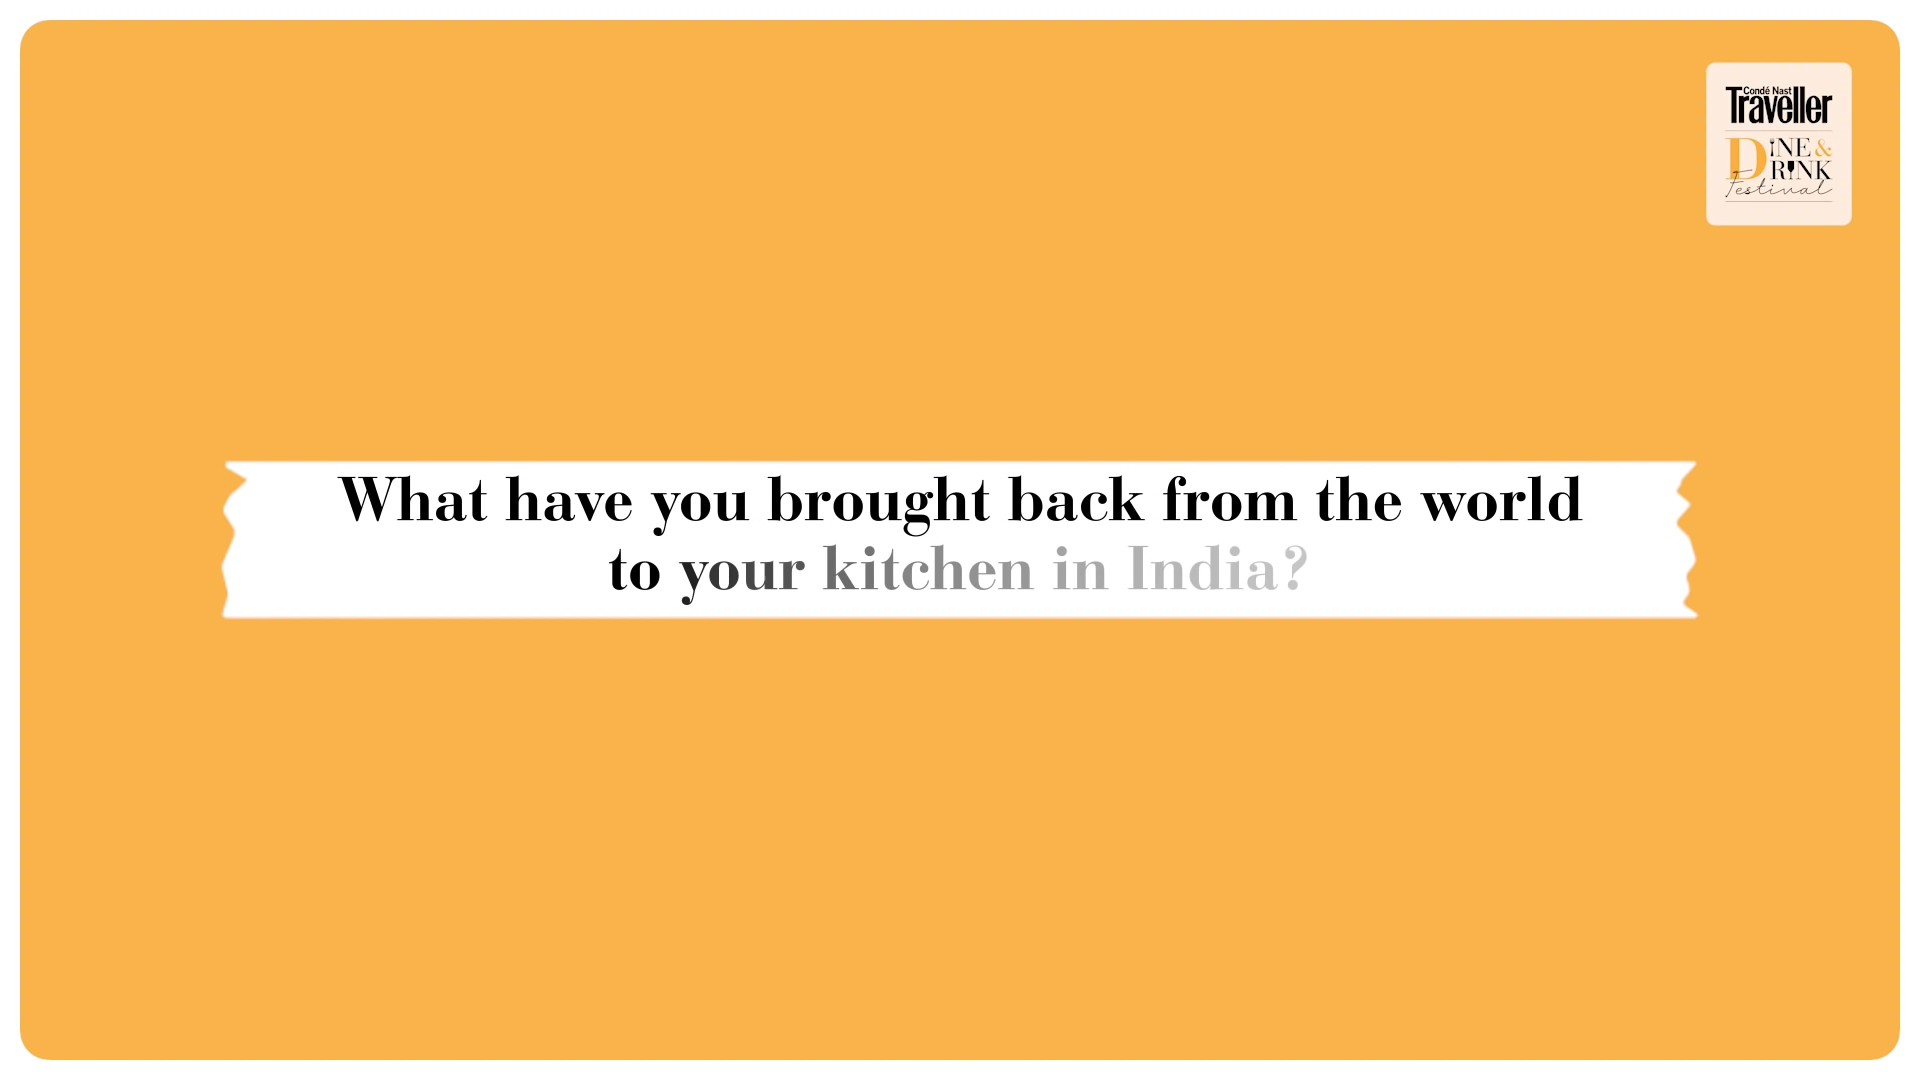 Condé Nast
Traveller
DINE &
DRINK
Festival
What have you brought back from the world
to your kitchen in India?